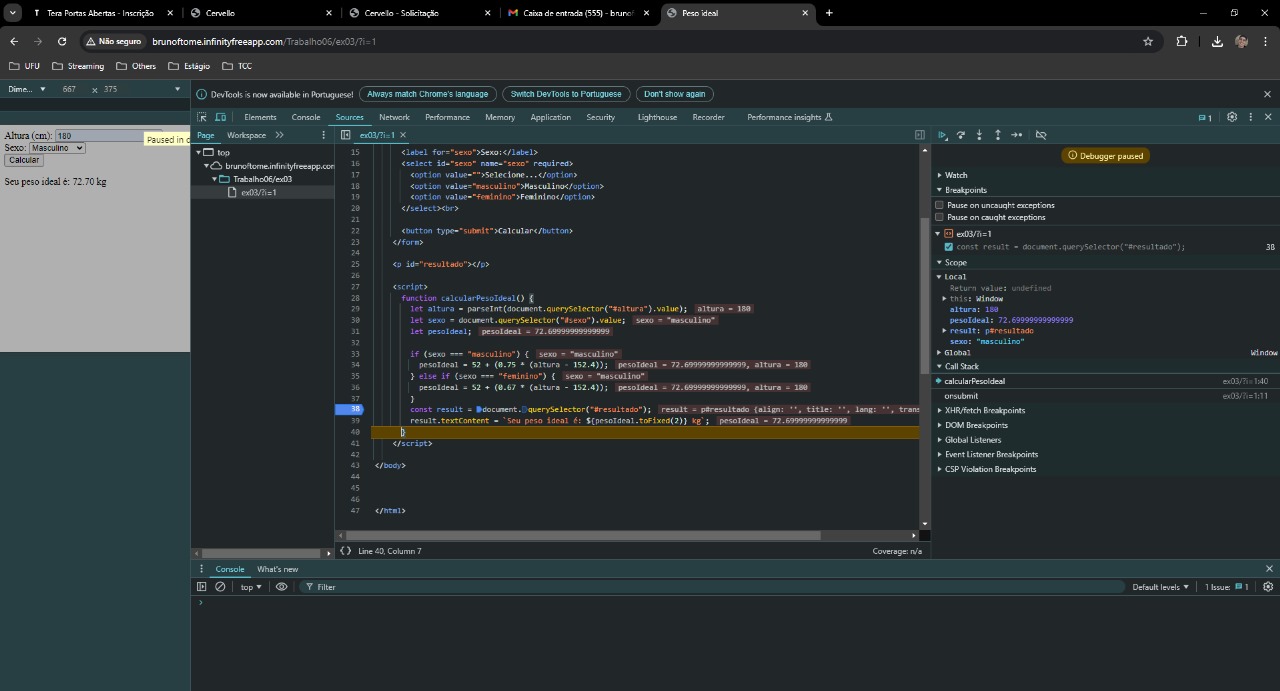 Tera Portas Abertas - Inscrição
Cervello
Cervello - Solicitação
Caixa de entrada (555) - brunof
Peso ideal
Não seguro
brunoftome.infinityfreeapp.com/Trabalho06/ex03/?i=1
UFU
Streaming
Others
Estágio
TCC
Dime...
667
x
375
DevTools is now available in Portuguese!
Always match Chrome's language
Switch DevTools to Portuguese
Don't show again
Elements
Console
Sources
Network
Performance
Memory
Application
Security
Lighthouse
Recorder
Performance insights
1
Altura (cm): 180
Paused in
Sexo: Masculino
Calcular
Seu peso ideal é: 72.70 kg
Page
Workspace
top
brunoftome.infinityfreeapp.com
Trabalho06/ex03
ex03/?i=1
ex03/?i=1
15 <label for="sexo">Sexo:</label>
16 <select id="sexo" name="sexo" required>
17 <option value="">Selecione...</option>
18 <option value="masculino">Masculino</option>
19 <option value="feminino">Feminino</option>
20 </select><br>
21
22 <button type="submit">Calcular</button>
23 </form>
24
25 <p id="resultado"></p>
26
27 <script>
28 function calcularPesoIdeal() {
29 let altura = parseInt(document.querySelector("#altura").value); altura = 180
30 let sexo = document.querySelector("#sexo").value; sexo = "masculino"
31 let pesoIdeal; pesoIdeal = 72.69999999999999
32
33 if (sexo === "masculino") { sexo = "masculino"
34 pesoIdeal = 52 + (0.75 * (altura - 152.4)); pesoIdeal = 72.69999999999999, altura = 180
35 } else if (sexo === "feminino") { sexo = "masculino"
36 pesoIdeal = 52 + (0.67 * (altura - 152.4)); pesoIdeal = 72.69999999999999, altura = 180
37 }
38 const result = document.querySelector("#resultado"); result = p#resultado {align: '', title: '', lang: '', trans
39 result.textContent = `Seu peso ideal é: ${pesoIdeal.toFixed(2)} kg`; pesoIdeal = 72.69999999999999
40 }
41 </script>
42
43 </body>
44
45
46
47 </html>
{} Line 40, Column 7
Coverage: n/a
Debugger paused
Watch
Breakpoints
Pause on uncaught exceptions
Pause on caught exceptions
ex03/?i=1
const result = document.querySelector("#resultado"); 38
Scope
Local
Return value: undefined
this: Window
altura: 180
pesoIdeal: 72.69999999999999
result: p#resultado
sexo: "masculino"
Global Window
Call Stack
calcularPesoIdeal ex03/?i=1:40
onsubmit ex03/?i=1:11
XHR/fetch Breakpoints
DOM Breakpoints
Global Listeners
Event Listener Breakpoints
CSP Violation Breakpoints
Console
What's new
top
Filter
Default levels
1 Issue: 1